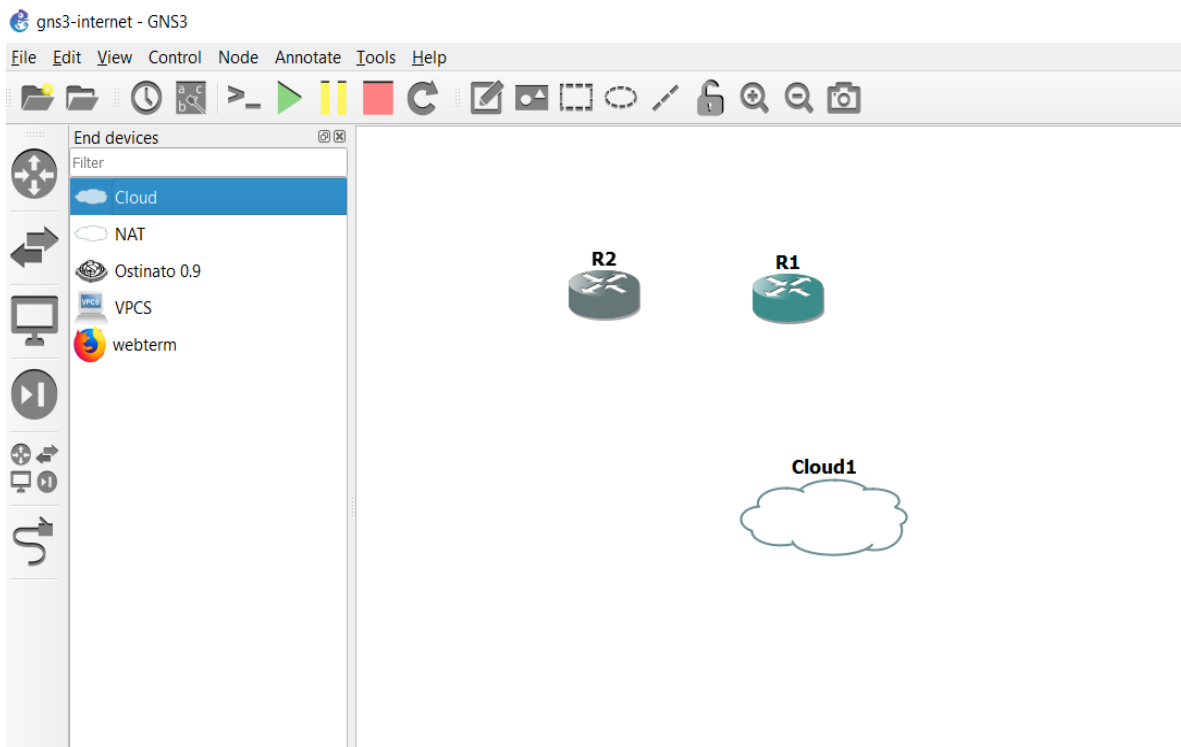 gns3-internet - GNS3
File Edit View Control Node Annotate Tools Help
End devices
Filter
Cloud
NAT
Ostinato 0.9
VPCS
VPCS
webterm
R2
R1
Cloud1